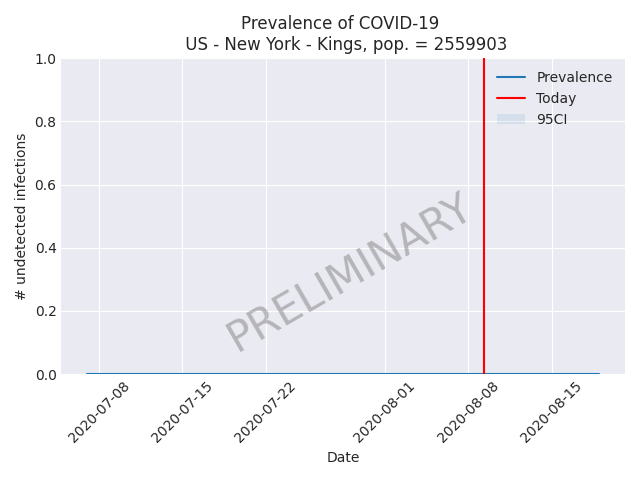 Prevalence of COVID-19
US - New York - Kings, pop. = 2559903
Prevalence
Today
95CI
# undetected infections
1.0
0.8
0.6
0.4
0.2
0.0
PRELIMINARY
2020-07-08
2020-07-15
2020-07-22
2020-08-01
2020-08-08
2020-08-15
Date